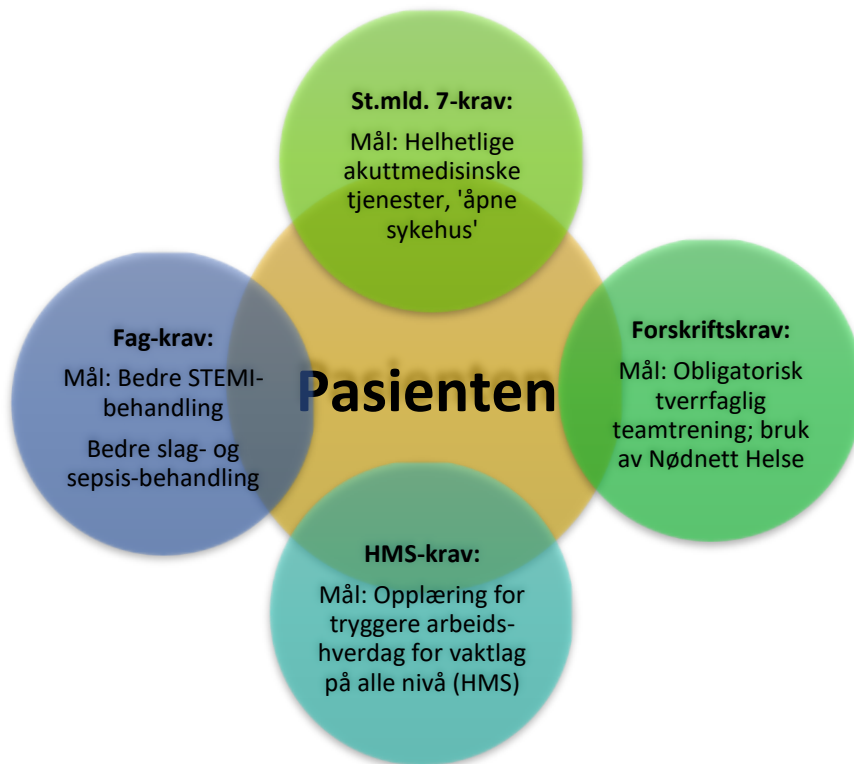 St.mld. 7-krav:
Mål: Helhetlige
akuttmedisinske
tjenester, 'åpne
sykehus'
Fag-krav:
Mål: Bedre STEMI-
behandling
Bedre slag- og
sepsis-behandling
Pasienten
Forskriftskrav:
Mål: Obligatorisk
tverrfaglig
teamtrening; bruk
av Nødnett Helse
HMS-krav:
Mål: Opplæring for
tryggere arbeids-
hverdag for vaktlag
på alle nivå (HMS)